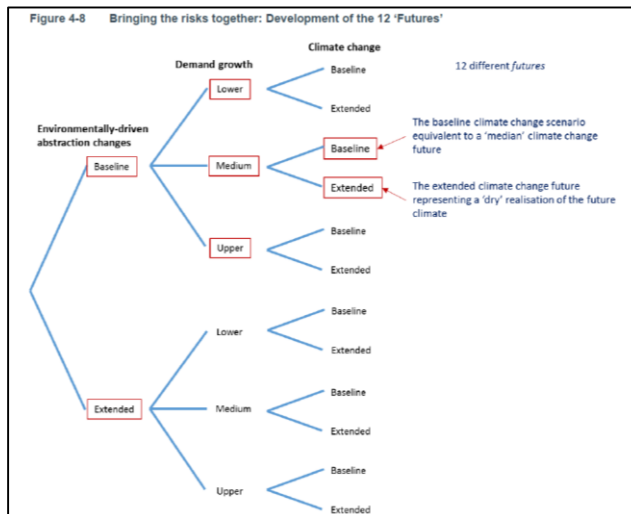 Figure 4-8 Bringing the risks together: Development of the 12 'Futures'
Climate change
Demand growth
Baseline
12 different futures
Lower
Extended
Environmentally-driven
abstraction changes
The baseline climate change scenario
equivalent to a 'median' climate change
future
Baseline
Baseline
Medium
Extended
The extended climate change future
representing a 'dry' realisation of the future
climate
Baseline
Upper
Extended
Baseline
Lower
Extended
Baseline
Extended
Medium
Extended
Baseline
Upper
Extended